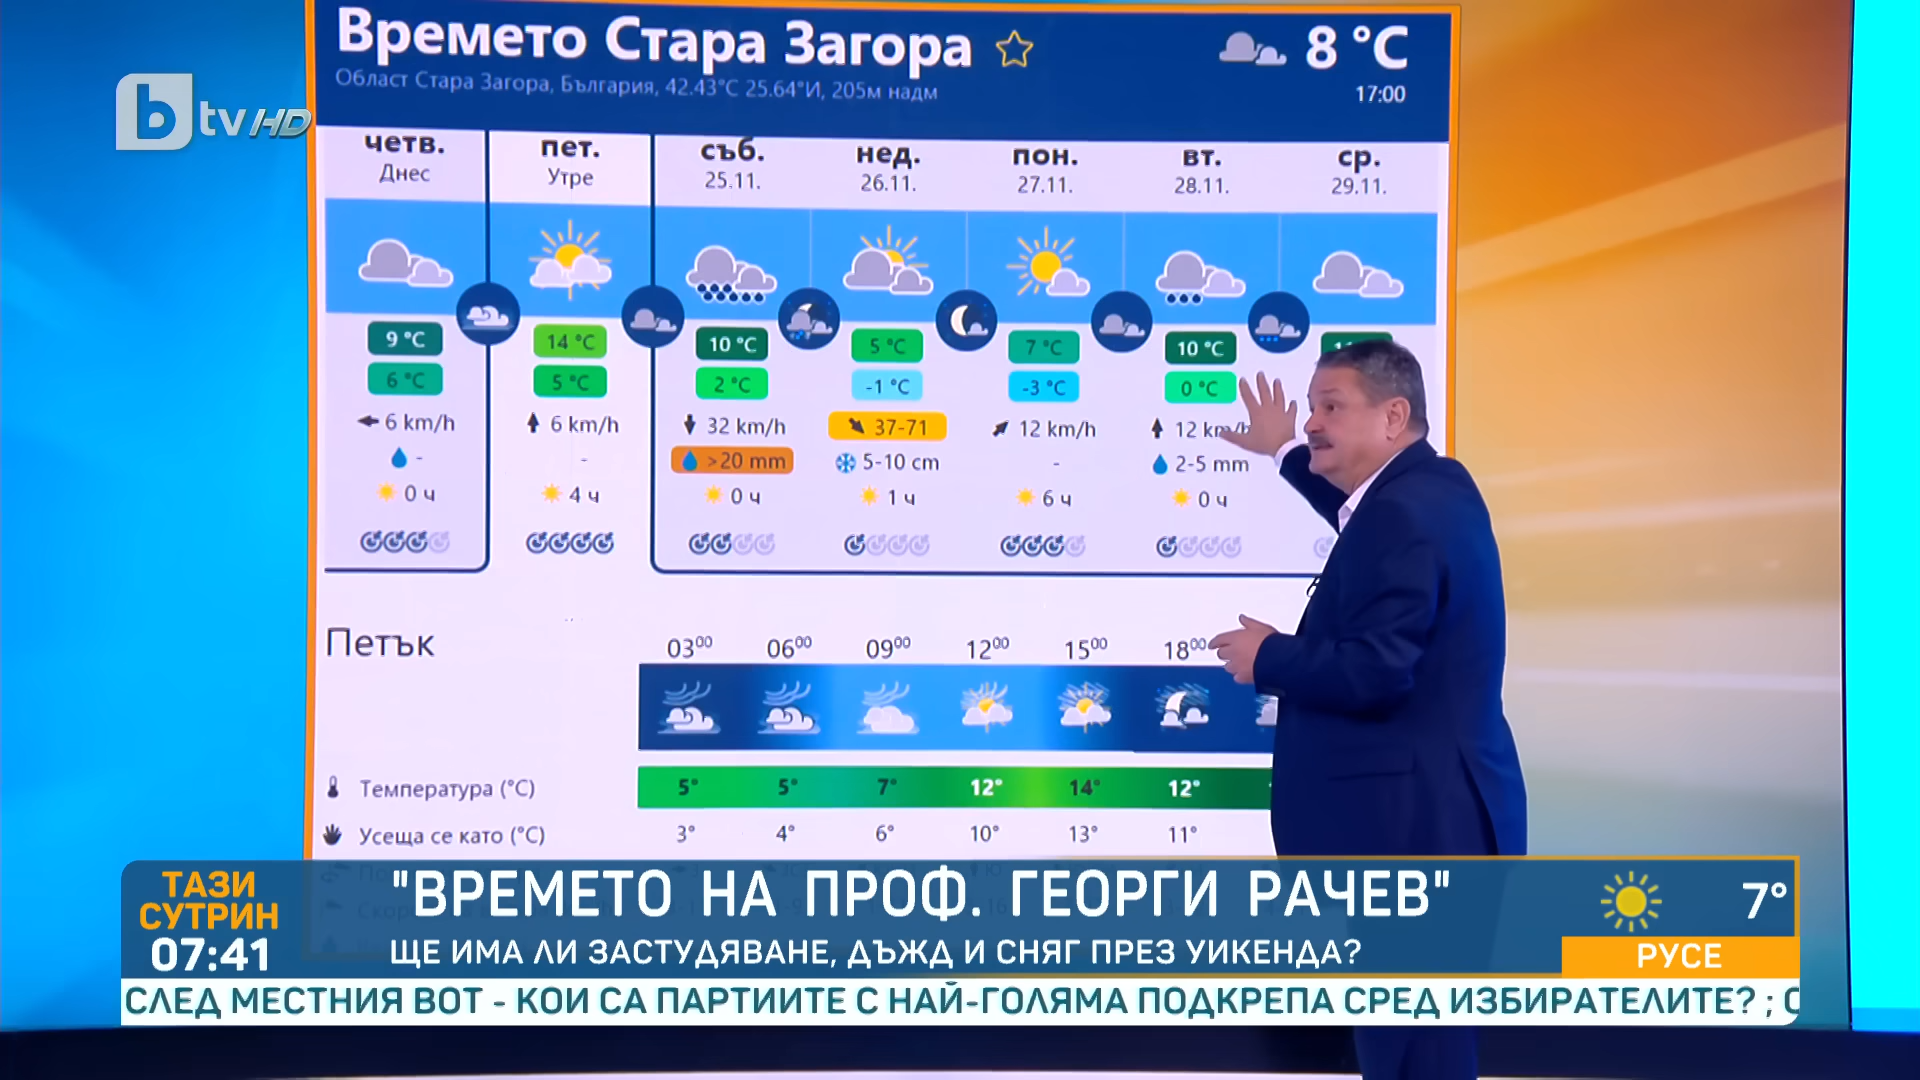 Времето Стара Загора
8 °C
Област Стара Загора, България, 42.43°С 25.64°И, 205м надм
17:00
btv HD
четв. пет. съб. нед. пон. вт. ср.
Днес Утре 25.11. 26.11. 27.11. 28.11. 29.11.
9 °C 14 °C 10 °C 5 °C 7 °C 10 °C
6 °C 5 °C 2 °C -1 °C -3 °C 0 °C
6 km/h 6 km/h 32 km/h 37-71 12 km/h 12 km/h
- - >20 mm 5-10 cm - 2-5 mm
0 ч 4 ч 0 ч 1 ч 6 ч 0 ч
Петък 03⁰⁰ 06⁰⁰ 09⁰⁰ 12⁰⁰ 15⁰⁰ 18⁰⁰
Температура (°C) 5° 5° 7° 12° 14° 12°
Усеща се като (°C) 3° 4° 6° 10° 13° 11°
ТАЗИ
СУТРИН
07:41
"ВРЕМЕТО НА ПРОФ. ГЕОРГИ РАЧЕВ"
ЩЕ ИМА ЛИ ЗАСТУДЯВАНЕ, ДЪЖД И СНЯГ ПРЕЗ УИКЕНДА?
7°
РУСЕ
СЛЕД МЕСТНИЯ ВОТ - КОИ СА ПАРТИИТЕ С НАЙ-ГОЛЯМА ПОДКРЕПА СРЕД ИЗБИРАТЕЛИТЕ? ; С